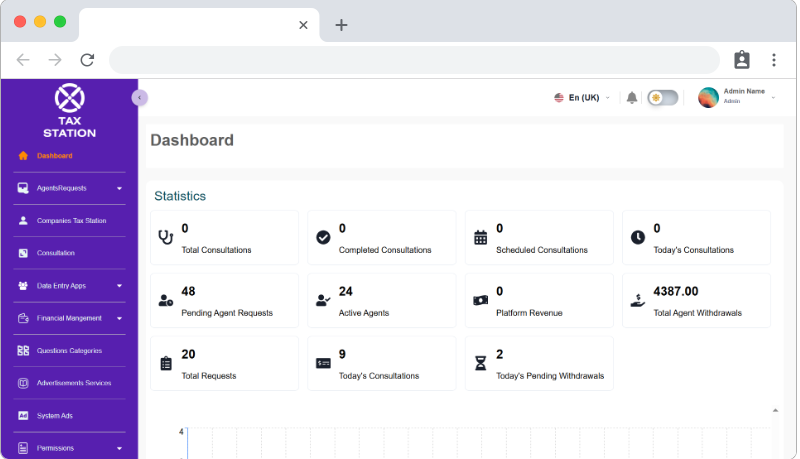 En (UK)
Admin Name
Admin
TAX
STATION
Dashboard
AgentsRequests
Companies Tax Station
Consultation
Data Entry Apps
Financial Mangement
Questions Categories
Advertisements Services
System Ads
Permissions
Dashboard
Statistics
0
Total Consultations
0
Completed Consultations
0
Scheduled Consultations
0
Today's Consultations
48
Pending Agent Requests
24
Active Agents
0
Platform Revenue
4387.00
Total Agent Withdrawals
20
Total Requests
9
Today's Consultations
2
Today's Pending Withdrawals
4